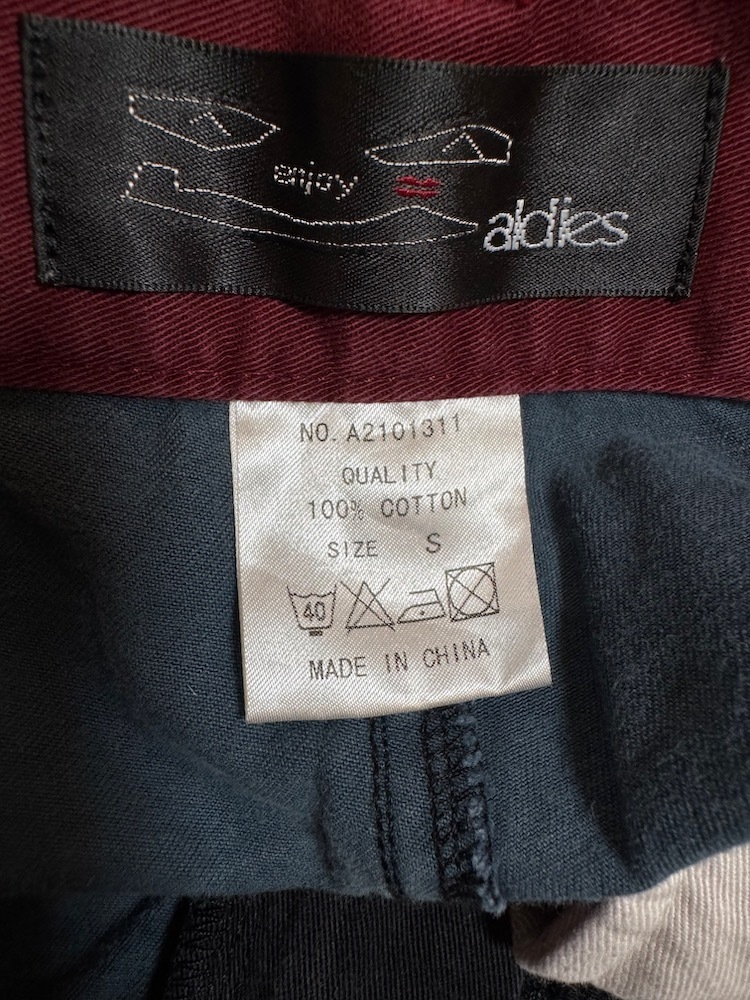 enjoy
aldies
NO. A2101311
QUALITY
100% COTTON
SIZE S
40
MADE IN CHINA